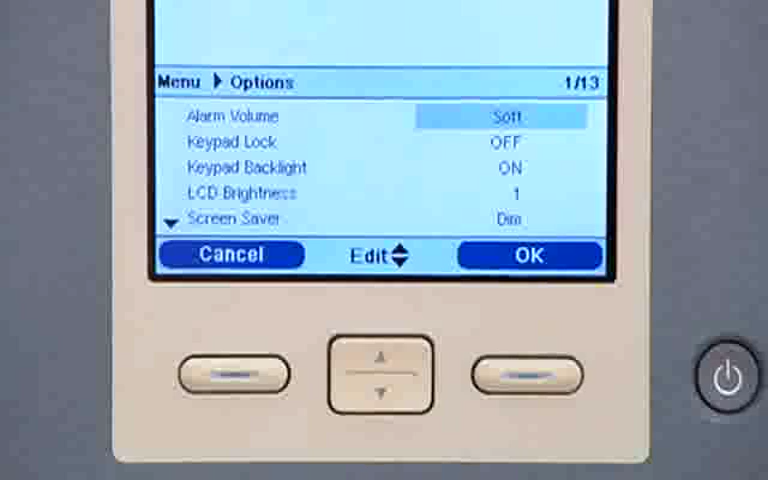 Menu Options 1/13
Alarm Volume Soft
Keypad Lock OFF
Keypad Backlight ON
LCD Brightness 1
Screen Saver Dim
Cancel Edit OK